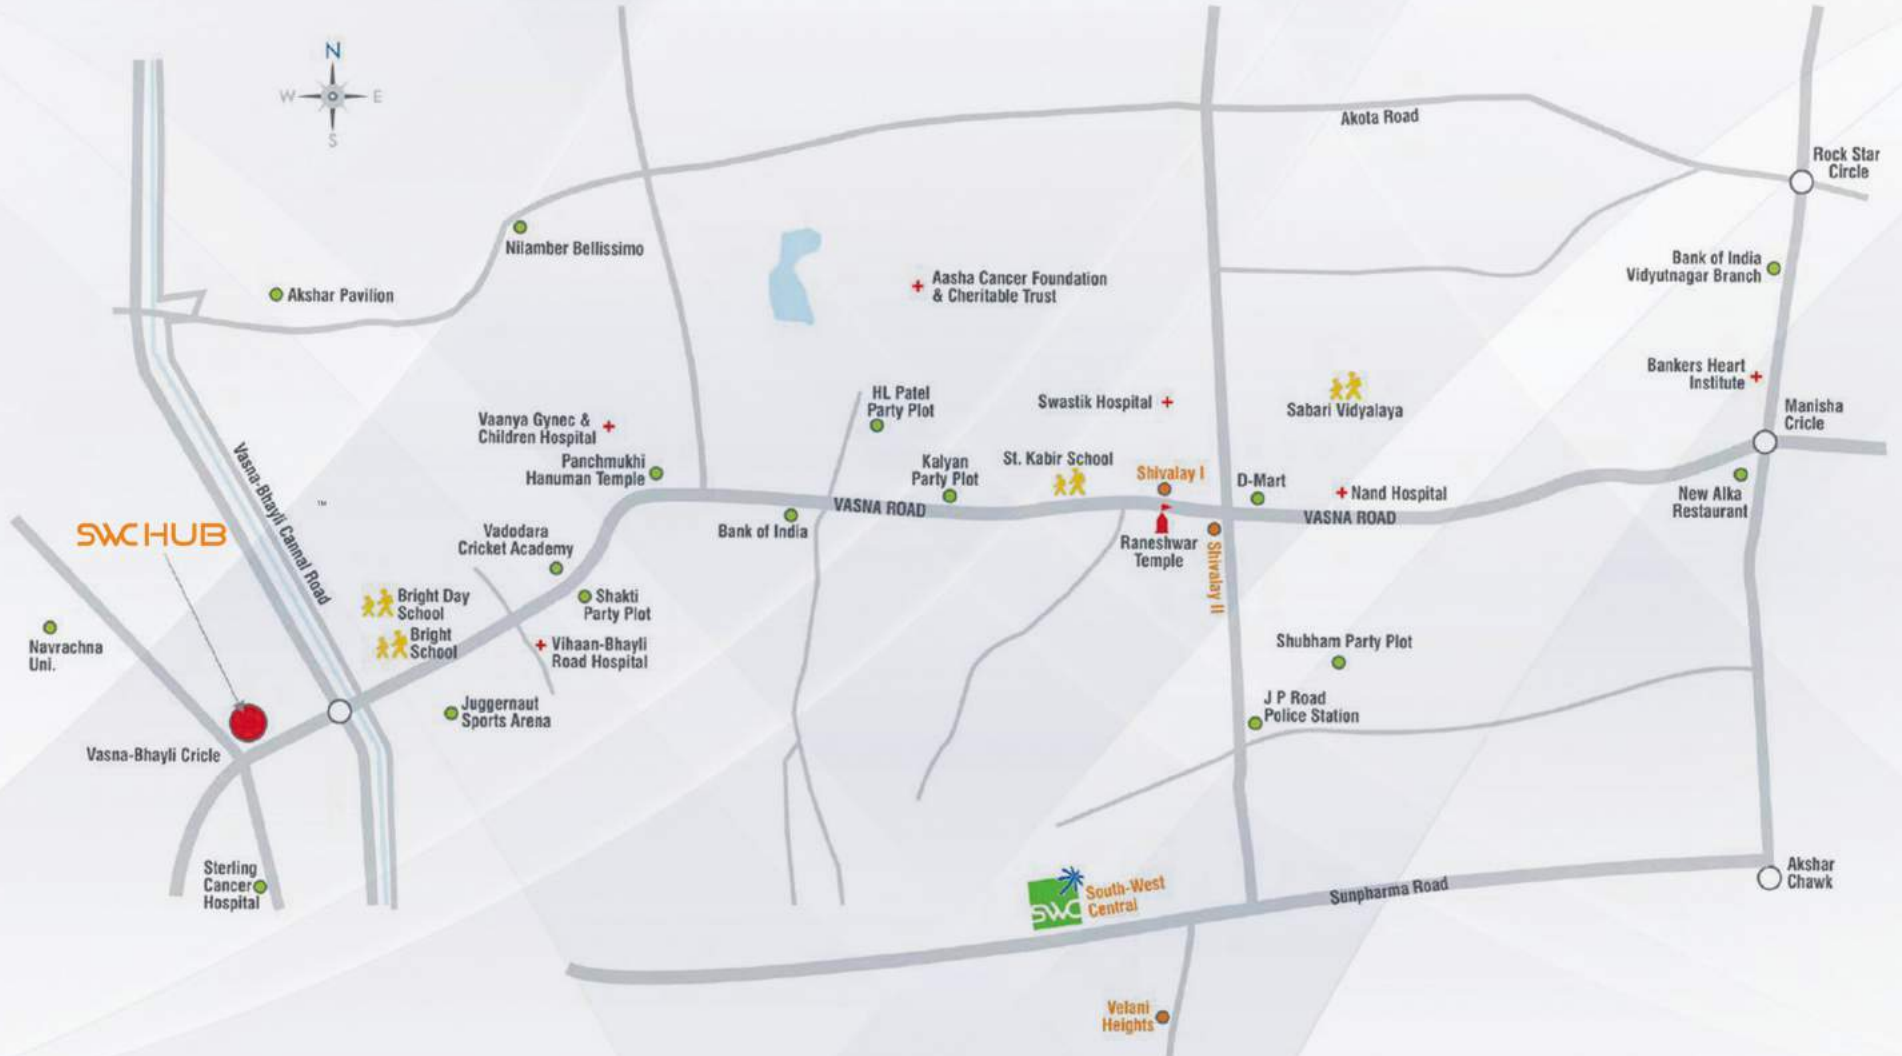 N
W
E
S
Akota Road
Rock Star
Circle
Nilamber Bellissimo
Akshar Pavilion
Aasha Cancer Foundation
& Cheritable Trust
Bank of India
Vidyutnagar Branch
Bankers Heart
Institute
Manisha
Cricle
HL Patel
Party Plot
Swastik Hospital
Sabari Vidyalaya
Vaanya Gynec &
Children Hospital
Panchmukhi
Hanuman Temple
Kalyan
Party Plot
St. Kabir School
Shivalay I
D-Mart
Nand Hospital
New Alka
Restaurant
VASNA ROAD
VASNA ROAD
Vasna-Bhayli Cannal Road
TM
SWC HUB
Vadodara
Cricket Academy
Bank of India
Raneshwar
Temple
Shivalay II
Bright Day
School
Shakti
Party Plot
Bright
School
Vihaan-Bhayli
Road Hospital
Navrachna
Uni.
Shubham Party Plot
Juggernaut
Sports Arena
J P Road
Police Station
Vasna-Bhayli Cricle
Sterling
Cancer
Hospital
SWC
South-West
Central
Sunpharma Road
Akshar
Chawk
Velani
Heights